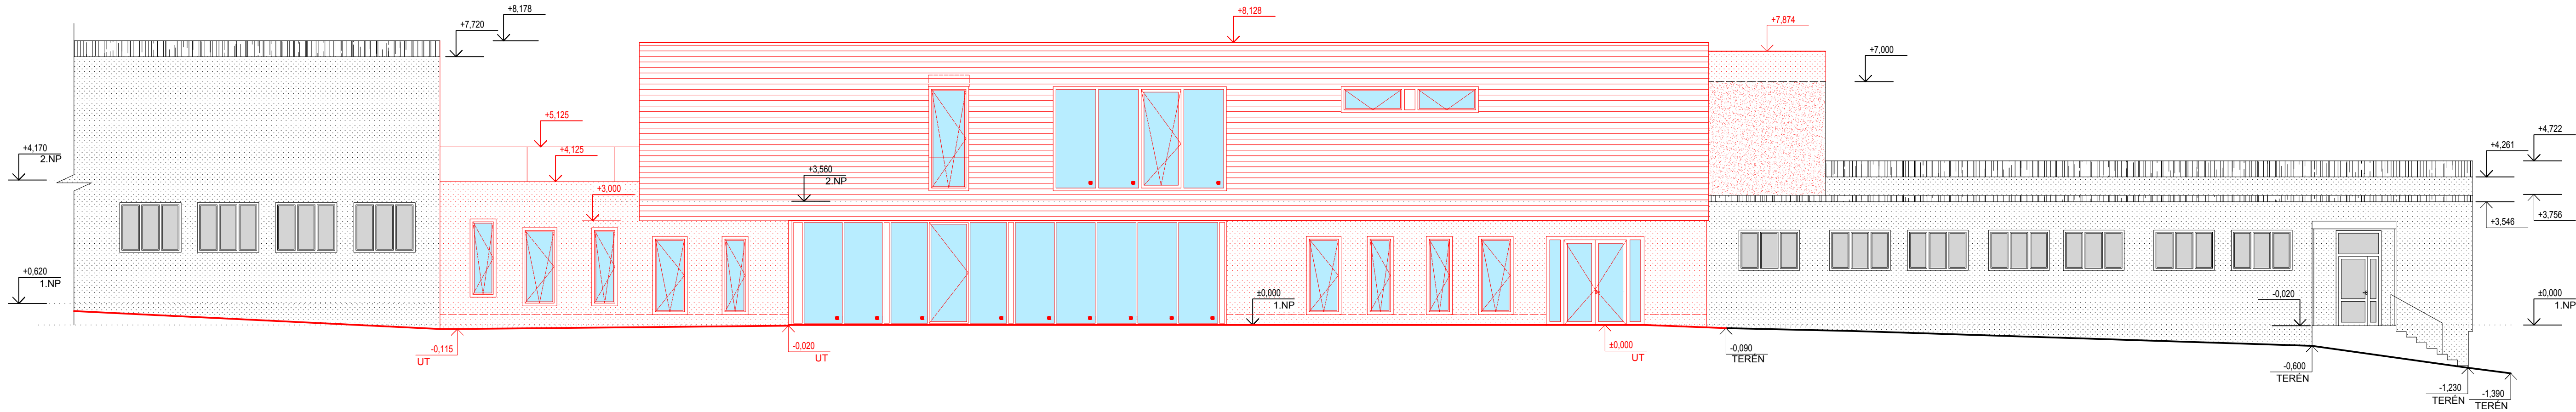 +8,178
+7,720
+8,128
+7,874
+7,000
+5,125
+4,125
+4,170
2.NP
+3,560
2.NP
+3,000
+4,722
+4,261
+3,756
+3,546
+0,620
1.NP
±0,000
1.NP
-0,020
±0,000
1.NP
-0,115
UT
-0,020
UT
±0,000
UT
-0,090
TERÉN
-0,600
TERÉN
-1,230
TERÉN
-1,390
TERÉN